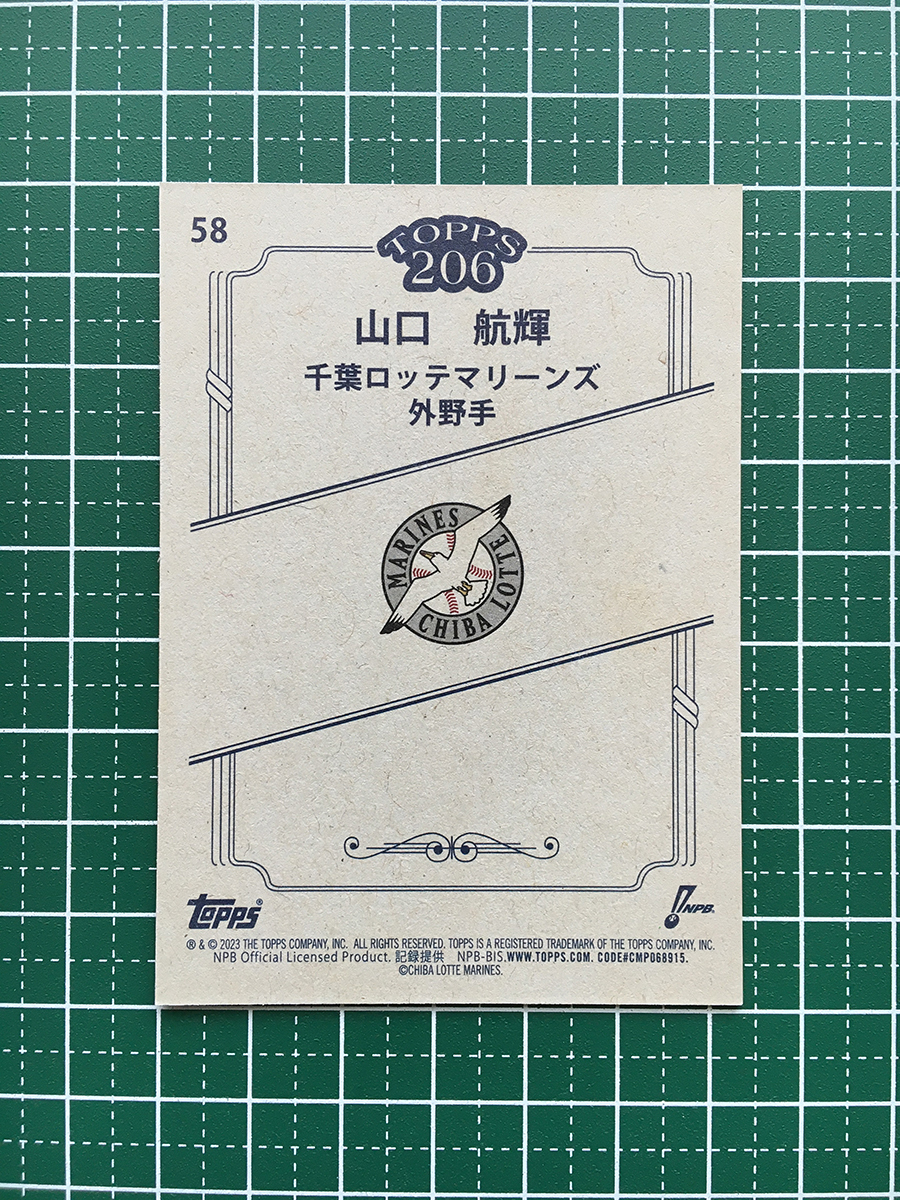 58
TOPPS
206
山口　航輝
千葉ロッテマリーンズ
外野手
MARINES
CHIBA LOTTE
TOPPS®
NPB®
® & © 2023 THE TOPPS COMPANY, INC. ALL RIGHTS RESERVED. TOPPS IS A REGISTERED TRADEMARK OF THE TOPPS COMPANY, INC.
NPB Official Licensed Product. 記録提供 NPB-BIS.WWW.TOPPS.COM. CODE#CMP068915.
©CHIBA LOTTE MARINES.